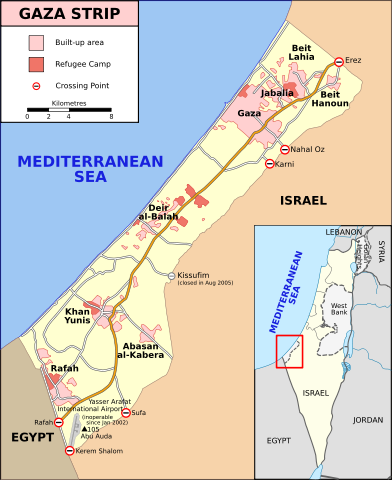 GAZA STRIP
Built-up area
Refugee Camp
Crossing Point
Kilometres
0 2 4 8
MEDITERRANEAN
SEA
Beit
Lahia
Erez
Jabalia
Beit
Hanoun
Gaza
Nahal Oz
Karni
ISRAEL
Deir
al-Balah
Kissufim
(closed in Aug 2005)
Khan
Yunis
Abasan
al-Kabera
Rafah
Yasser Arafat
International Airport
(inoperable
since Jan 2002)
Sufa
Rafah
105
Abu Auda
EGYPT
Kerem Shalom
LEBANON
SYRIA
Golan
Heights
MEDITERRANEAN
SEA
West
Bank
ISRAEL
JORDAN
EGYPT